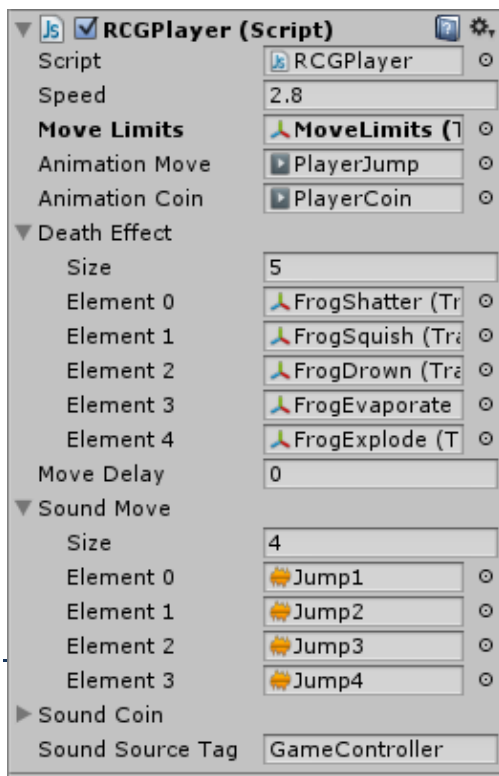 Js RCGPlayer (Script)
Script Js RCGPlayer
Speed 2.8
Move Limits MoveLimits (T
Animation Move PlayerJump
Animation Coin PlayerCoin
Death Effect
Size 5
Element 0 FrogShatter (Tr
Element 1 FrogSquish (Tra
Element 2 FrogDrown (Tra
Element 3 FrogEvaporate
Element 4 FrogExplode (T
Move Delay 0
Sound Move
Size 4
Element 0 Jump1
Element 1 Jump2
Element 2 Jump3
Element 3 Jump4
Sound Coin
Sound Source Tag GameController